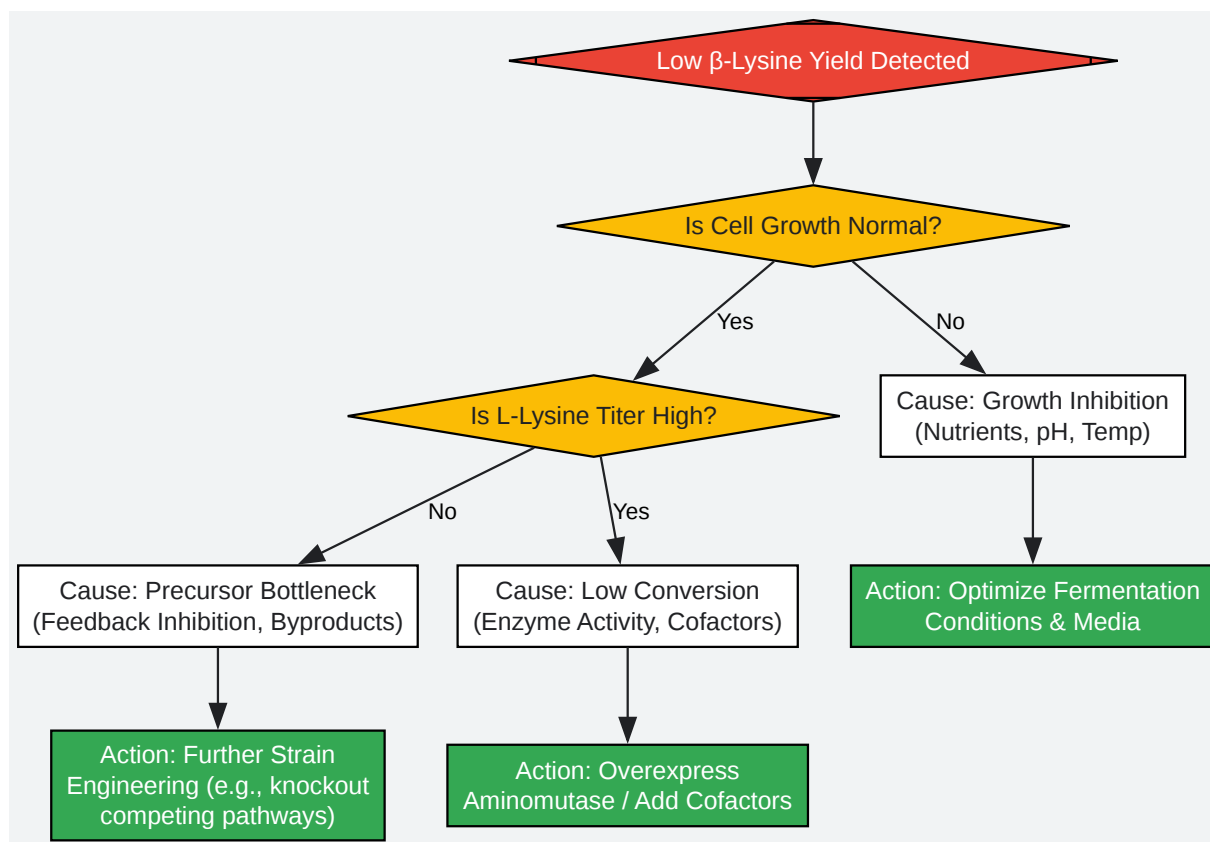 Low β-Lysine Yield Detected
Is Cell Growth Normal?
Yes
No
Is L-Lysine Titer High?
Cause: Growth Inhibition
(Nutrients, pH, Temp)
No
Yes
Cause: Precursor Bottleneck
(Feedback Inhibition, Byproducts)
Cause: Low Conversion
(Enzyme Activity, Cofactors)
Action: Optimize Fermentation
Conditions & Media
Action: Further Strain
Engineering (e.g., knockout
competing pathways)
Action: Overexpress
Aminomutase / Add Cofactors